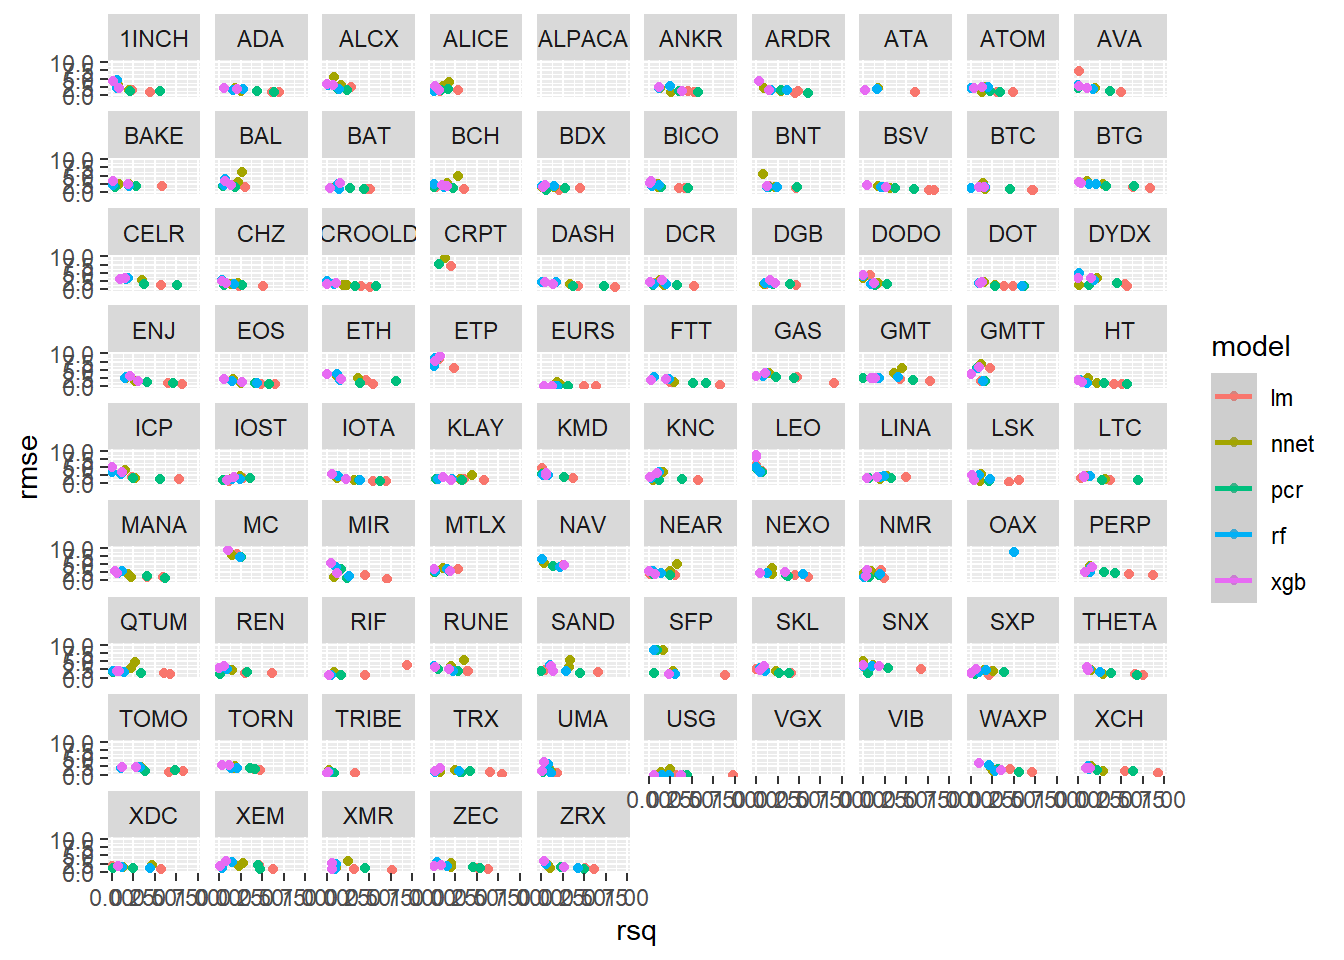 1INCH ADA ALCX ALICE ALPACA ANKR ARDR ATA ATOM AVA
BAKE BAL BAT BCH BDX BICO BNT BSV BTC BTG
CELR CHZ CROOLD CRPT DASH DCR DGB DODO DOT DYDX
ENJ EOS ETH ETP EURS FTT GAS GMT GMTT HT
ICP IOST IOTA KLAY KMD KNC LEO LINA LSK LTC
MANA MC MIR MTLX NAV NEAR NEXO NMR OAX PERP
QTUM REN RIF RUNE SAND SFP SKL SNX SXP THETA
TOMO TORN TRIBE TRX UMA USG VGX VIB WAXP XCH
XDC XEM XMR ZEC ZRX
rsq
rmse
model
lm
nnet
pcr
rf
xgb